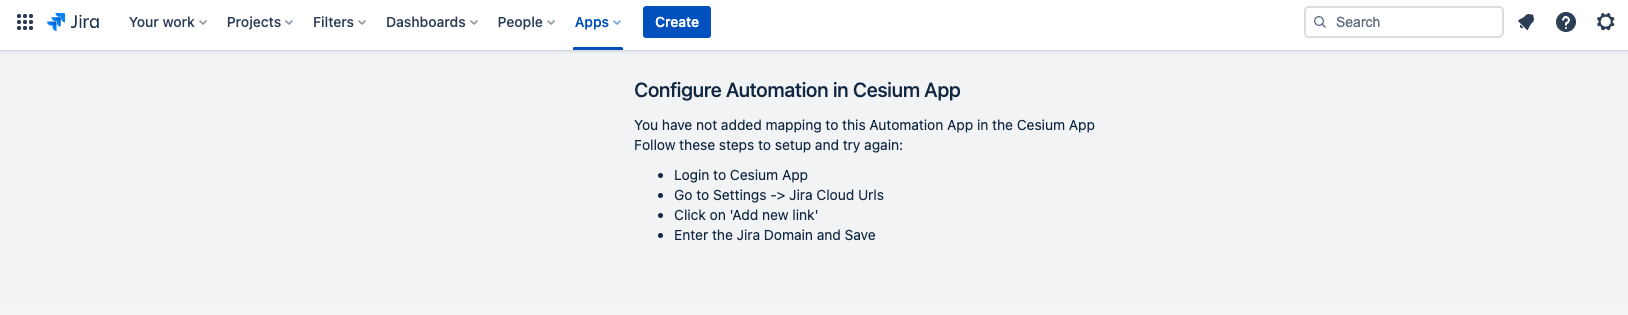 Jira Your work Projects Filters Dashboards People Apps Create Search
Configure Automation in Cesium App
You have not added mapping to this Automation App in the Cesium App
Follow these steps to setup and try again:
• Login to Cesium App
• Go to Settings -> Jira Cloud Urls
• Click on 'Add new link'
• Enter the Jira Domain and Save